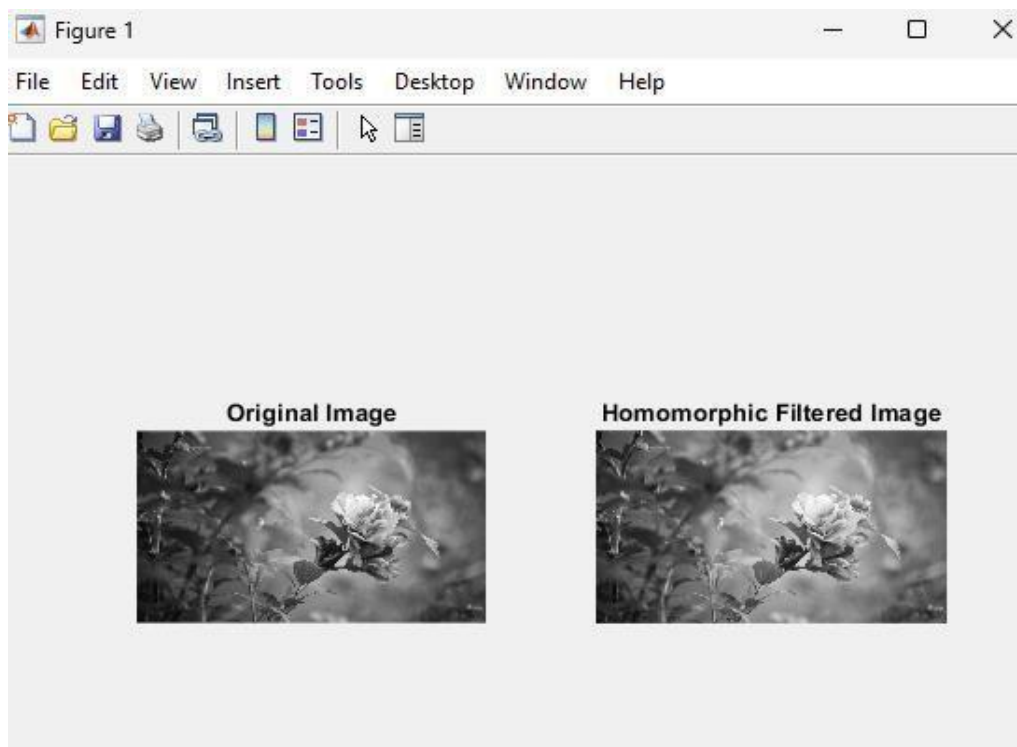 Figure 1
File Edit View Insert Tools Desktop Window Help
Original Image
Homomorphic Filtered Image